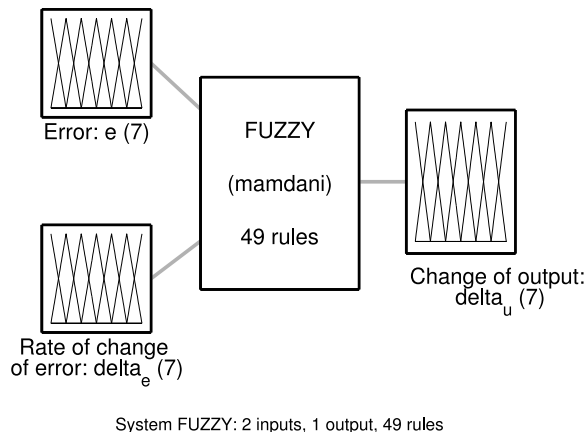 Error: e (7)
FUZZY
(mamdani)
49 rules
Rate of change
of error: delta_e (7)
Change of output:
delta_u (7)
System FUZZY: 2 inputs, 1 output, 49 rules